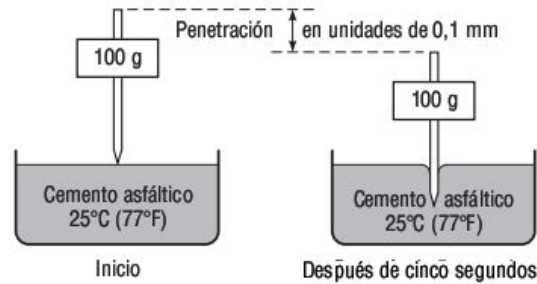 Penetración en unidades de 0,1 mm
100 g
100 g
Cemento asfáltico
25°C (77°F)
Cemento asfáltico
25°C (77°F)
Inicio
Después de cinco segundos